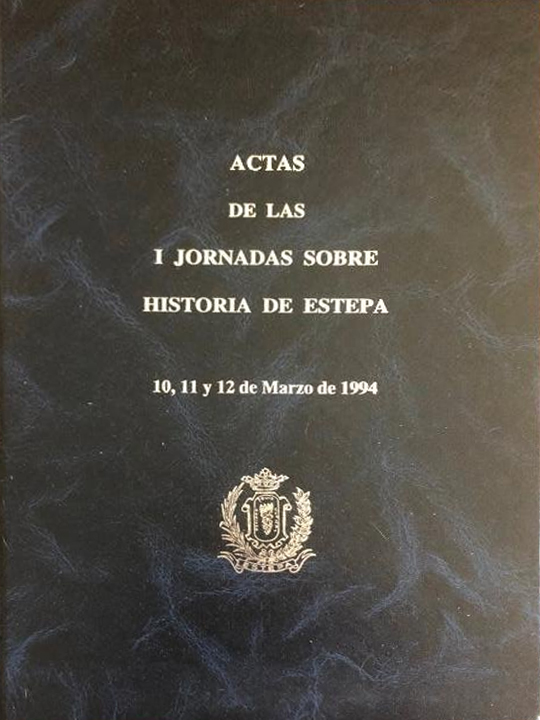 ACTAS
DE LAS
I JORNADAS SOBRE
HISTORIA DE ESTEPA
10, 11 y 12 de Marzo de 1994